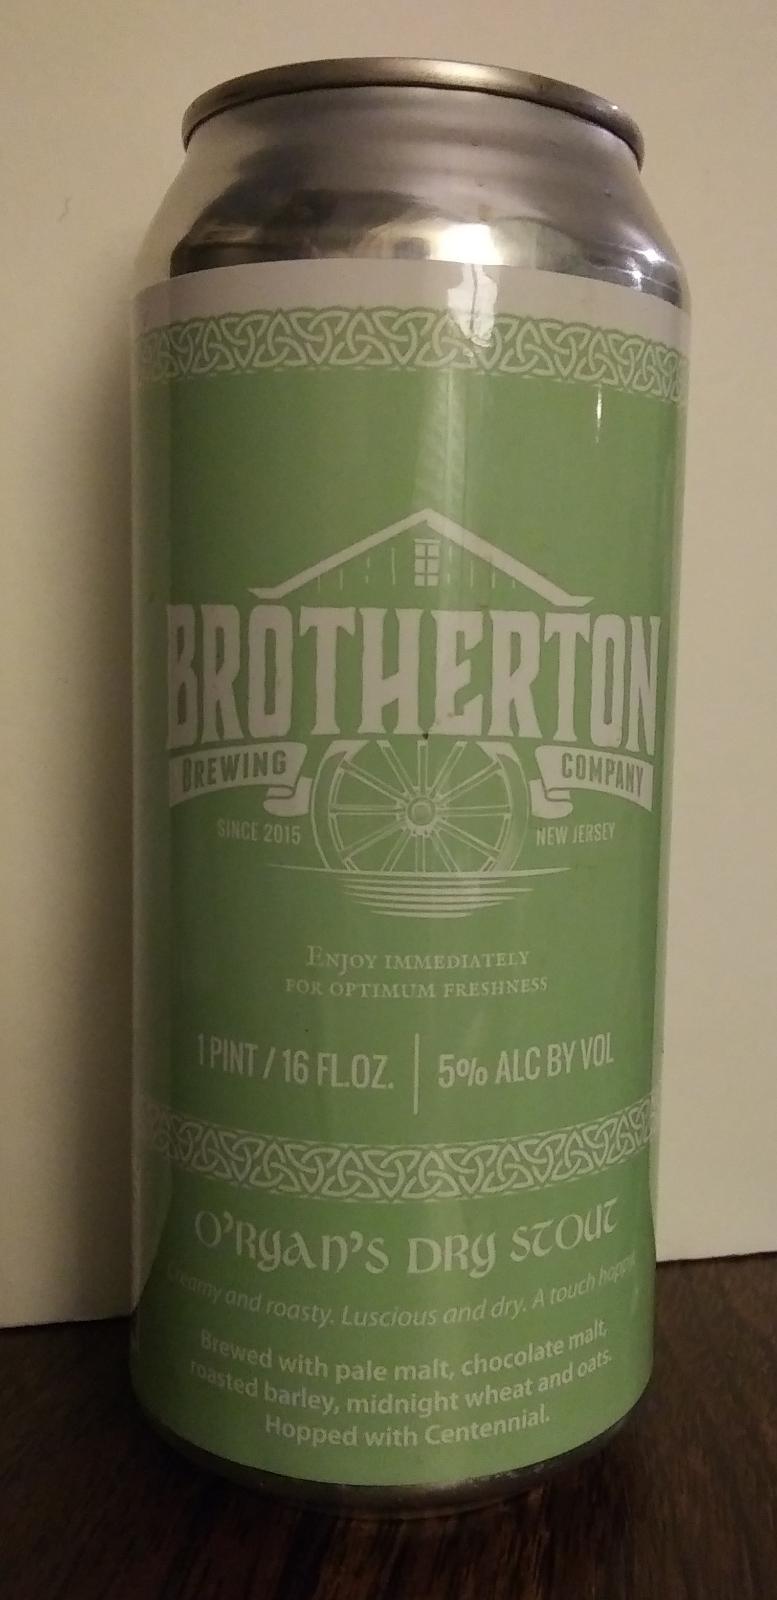 BROTHERTON
BREWING COMPANY
SINCE 2015 NEW JERSEY
ENJOY IMMEDIATELY
FOR OPTIMUM FRESHNESS
1 PINT / 16 FL.OZ. 5% ALC BY VOL
O'RYAN'S DRY STOUT
Creamy and roasty. Luscious and dry. A touch hoppy.
Brewed with pale malt, chocolate malt,
roasted barley, midnight wheat and oats.
Hopped with Centennial.